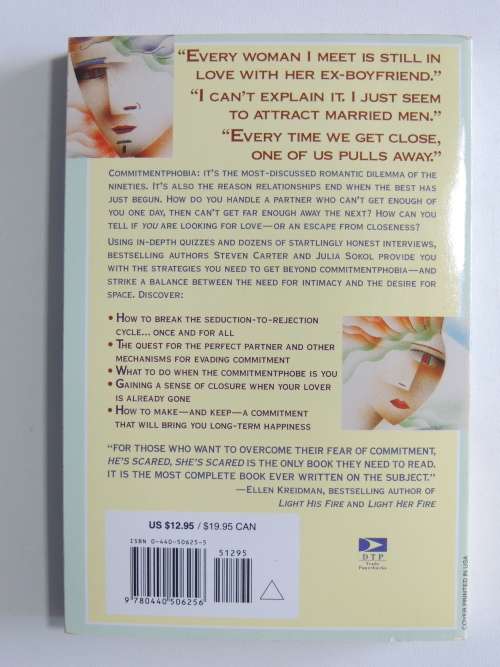 “EVERY WOMAN I MEET IS STILL IN
LOVE WITH HER EX-BOYFRIEND.”
“I CAN’T EXPLAIN IT. I JUST SEEM
TO ATTRACT MARRIED MEN.”
“EVERY TIME WE GET CLOSE,
ONE OF US PULLS AWAY.”
COMMITMENTPHOBIA: IT’S THE MOST-DISCUSSED ROMANTIC DILEMMA OF THE
NINETIES. IT’S ALSO THE REASON RELATIONSHIPS END WHEN THE BEST HAS
JUST BEGUN. HOW DO YOU HANDLE A PARTNER WHO CAN’T GET ENOUGH OF
YOU ONE DAY, THEN CAN’T GET FAR ENOUGH AWAY THE NEXT? HOW CAN YOU
TELL IF YOU ARE LOOKING FOR LOVE—OR AN ESCAPE FROM CLOSENESS?
USING IN-DEPTH QUIZZES AND DOZENS OF STARTLINGLY HONEST INTERVIEWS,
BESTSELLING AUTHORS STEVEN CARTER AND JULIA SOKOL PROVIDE YOU
WITH THE STRATEGIES YOU NEED TO GET BEYOND COMMITMENTPHOBIA—AND
STRIKE A BALANCE BETWEEN THE NEED FOR INTIMACY AND THE DESIRE FOR
SPACE. DISCOVER:
• HOW TO BREAK THE SEDUCTION-TO-REJECTION
CYCLE... ONCE AND FOR ALL
• THE QUEST FOR THE PERFECT PARTNER AND OTHER
MECHANISMS FOR EVADING COMMITMENT
• WHAT TO DO WHEN THE COMMITMENTPHOBE IS YOU
• GAINING A SENSE OF CLOSURE WHEN YOUR LOVER
IS ALREADY GONE
• HOW TO MAKE—AND KEEP—A COMMITMENT
THAT WILL BRING YOU LONG-TERM HAPPINESS
“FOR THOSE WHO WANT TO OVERCOME THEIR FEAR OF COMMITMENT,
HE’S SCARED, SHE’S SCARED IS THE ONLY BOOK THEY NEED TO READ.
IT IS THE MOST COMPLETE BOOK EVER WRITTEN ON THE SUBJECT.”
—ELLEN KREIDMAN, BESTSELLING AUTHOR OF
LIGHT HIS FIRE AND LIGHT HER FIRE
US $12.95 / $19.95 CAN
ISBN 0-440-50625-5
51295
9 780440 506256
DTP
Trade
Paperbacks
COVER PRINTED IN USA